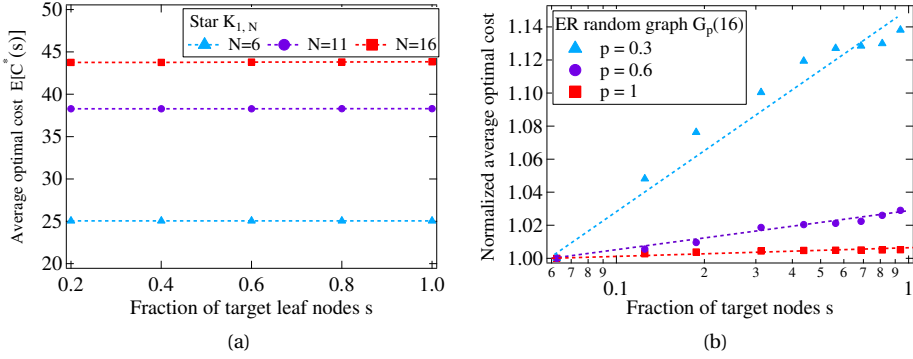 Average optimal cost E[C*(s)]
50
45
40
35
30
25
20
Star K1, N
N=6 N=11 N=16
0.2 0.4 0.6 0.8 1.0
Fraction of target leaf nodes s
(a)
Normalized average optimal cost
1.14
1.12
1.10
1.08
1.06
1.04
1.02
1.00
ER random graph Gp(16)
p = 0.3
p = 0.6
p = 1
6 7 8 9 2 3 4 5 6 7 8 9
0.1 1
Fraction of target nodes s
(b)